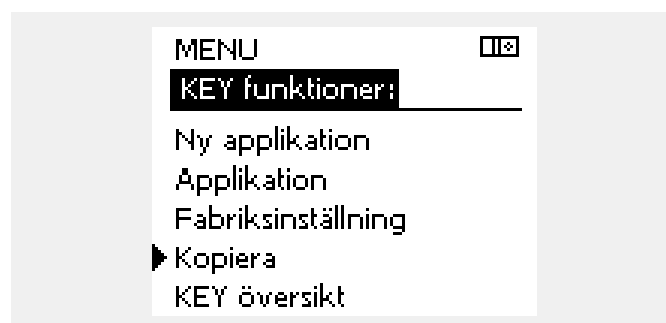 MENU
KEY funktioner:
Ny applikation
Applikation
Fabriksinställning
Kopiera
KEY översikt